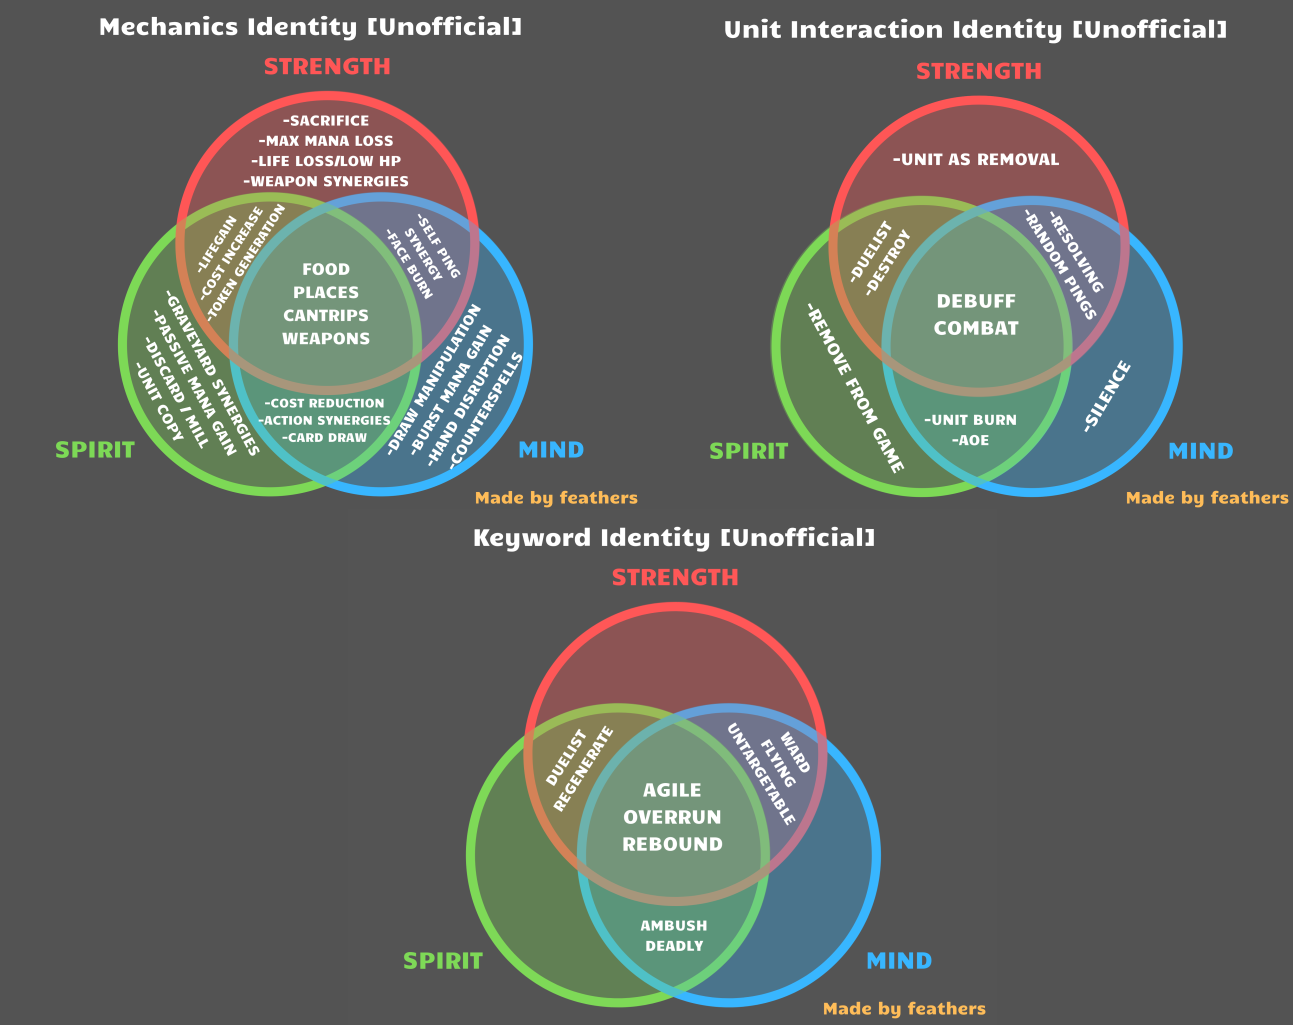 Mechanics Identity [Unofficial]
STRENGTH
-SACRIFICE
-MAX MANA LOSS
-LIFE LOSS/LOW HP
-WEAPON SYNERGIES
-LIFEGAIN
-COST INCREASE
-TOKEN GENERATION
-SELF PING
SYNERGY
-FACE BURN
FOOD
PLACES
CANTRIPS
WEAPONS
-GRAVEYARD SYNERGIES
-PASSIVE MANA GAIN
-DISCARD / MILL
-UNIT COPY
-COST REDUCTION
-ACTION SYNERGIES
-CARD DRAW
-DRAW MANIPULATION
-BURST MANA GAIN
-HAND DISRUPTION
-COUNTERSPELLS
SPIRIT
MIND
Made by feathers
Unit Interaction Identity [Unofficial]
STRENGTH
-UNIT AS REMOVAL
-DUELIST
-DESTROY
-RESOLVING
-RANDOM PINGS
DEBUFF
COMBAT
-REMOVE FROM GAME
-UNIT BURN
-AOE
-SILENCE
SPIRIT
MIND
Made by feathers
Keyword Identity [Unofficial]
STRENGTH
DUELIST
REGENERATE
WARD
FLYING
UNTARGETABLE
AGILE
OVERRUN
REBOUND
AMBUSH
DEADLY
SPIRIT
MIND
Made by feathers